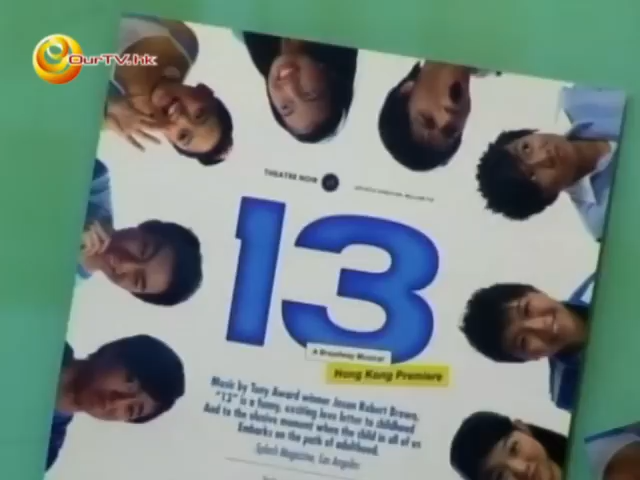 OurTV.hk
THEATRE NOIR
13
A Broadway Musical
Hong Kong Premiere
Music by Tony Award winner Jason Robert Brown,
"13" is a funny, exciting love letter to childhood
And to the elusive moment when the child in all of us
Embarks on the path of adulthood.
Splash Magazine, Los Angeles